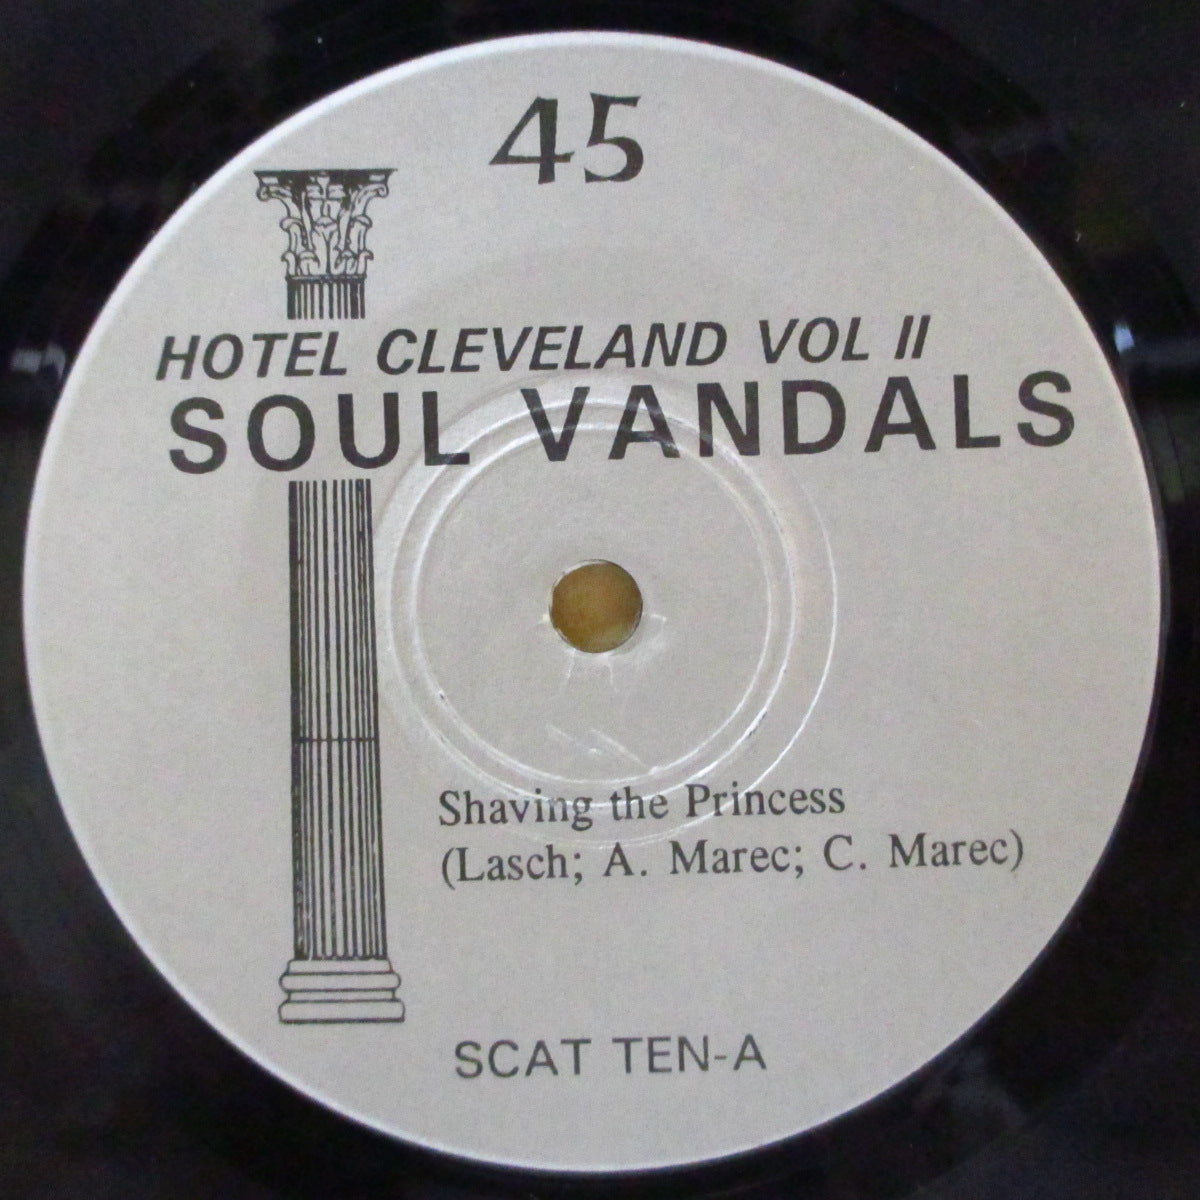 45
HOTEL CLEVELAND VOL II
SOUL VANDALS
Shaving the Princess
(Lasch; A. Marec; C. Marec)
SCAT TEN-A